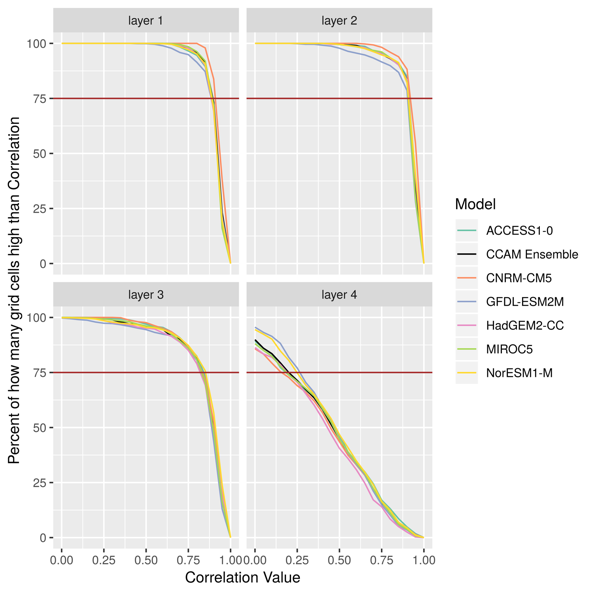 layer 1
layer 2
100
75
50
25
0
layer 3
layer 4
100
75
50
25
0
0.00
0.25
0.50
0.75
1.00
0.00
0.25
0.50
0.75
1.00
Correlation Value
Percent of how many grid cells high than Correlation
Model
ACCESS1-0
CCAM Ensemble
CNRM-CM5
GFDL-ESM2M
HadGEM2-CC
MIROC5
NorESM1-M